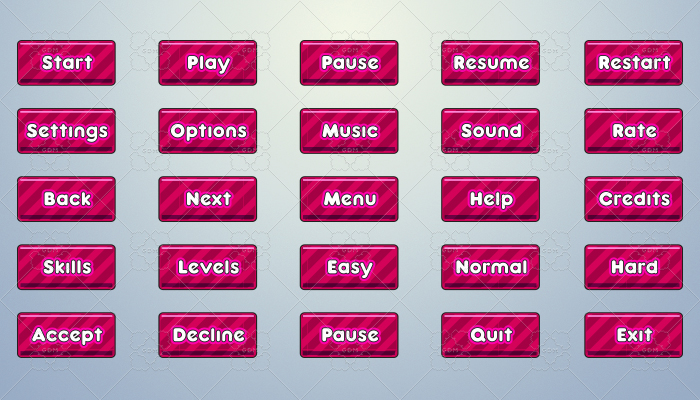 Start Play Pause Resume Restart
Settings Options Music Sound Rate
Back Next Menu Help Credits
Skills Levels Easy Normal Hard
Accept Decline Pause Quit Exit